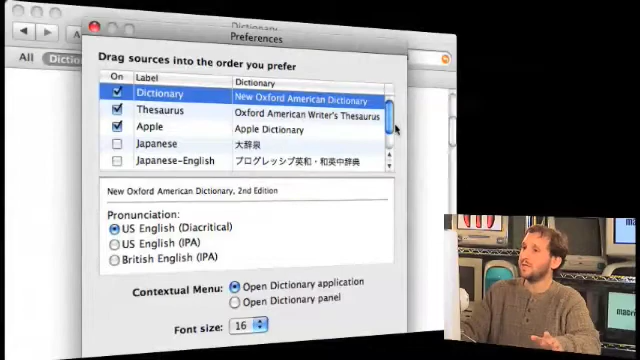 Dictionary
Preferences
All Dictio
Drag sources into the order you prefer
On Label Dictionary
Dictionary New Oxford American Dictionary
Thesaurus Oxford American Writer's Thesaurus
Apple Apple Dictionary
Japanese 大辞泉
Japanese-English プログレッシブ英和・和英中辞典
New Oxford American Dictionary, 2nd Edition
Pronunciation:
US English (Diacritical)
US English (IPA)
British English (IPA)
Contextual Menu: Open Dictionary application
Open Dictionary panel
Font size: 16